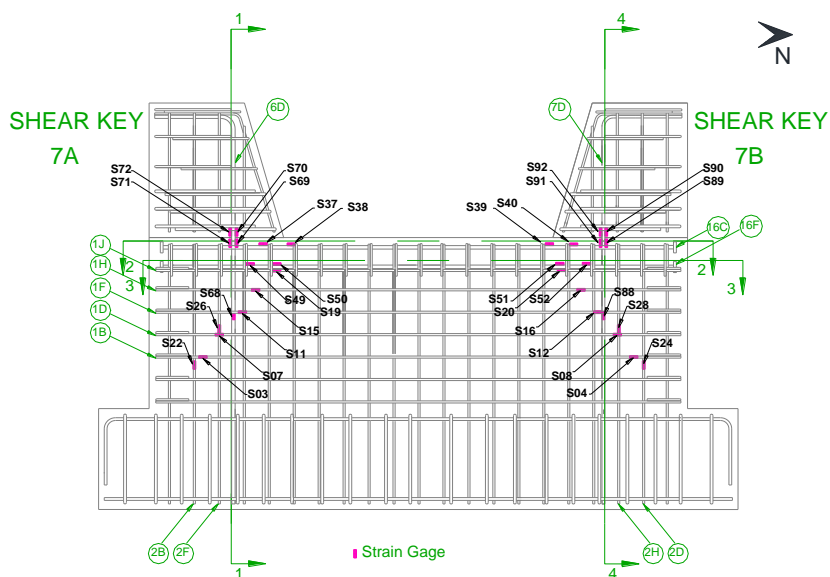 1
4
N
SHEAR KEY
7A
6D
7D
SHEAR KEY
7B
S72
S71
S70
S69
S37
S38
S39
S40
S92
S91
S90
S89
16C
16F
1J
1H
1F
1D
1B
2
3
2
3
S68
S26
S22
S49
S50
S19
S15
S11
S07
S03
S51
S20
S52
S16
S12
S08
S04
S88
S28
S24
2B
2F
2H
2D
Strain Gage
1
4